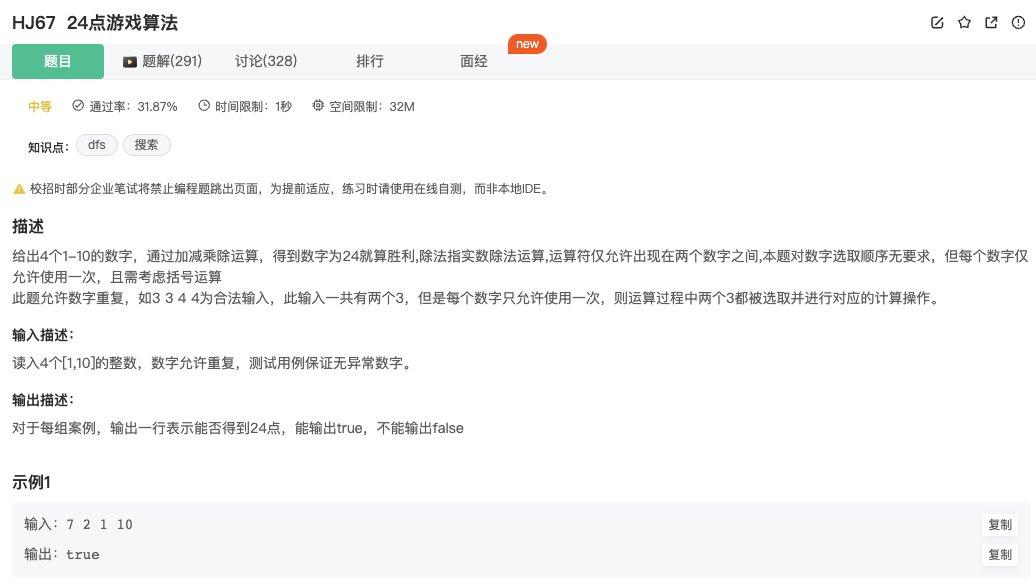 HJ67 24点游戏算法
new
题目 题解(291) 讨论(328) 排行 面经
中等 通过率：31.87% 时间限制：1秒 空间限制：32M
知识点： dfs 搜索
校招时部分企业笔试将禁止编程题跳出页面，为提前适应，练习时请使用在线自测，而非本地IDE。
描述
给出4个1-10的数字，通过加减乘除运算，得到数字为24就算胜利,除法指实数除法运算,运算符仅允许出现在两个数字之间,本题对数字选取顺序无要求，但每个数字仅
允许使用一次，且需考虑括号运算
此题允许数字重复，如3 3 4 4为合法输入，此输入一共有两个3，但是每个数字只允许使用一次，则运算过程中两个3都被选取并进行对应的计算操作。
输入描述：
读入4个[1,10]的整数，数字允许重复，测试用例保证无异常数字。
输出描述：
对于每组案例，输出一行表示能否得到24点，能输出true，不能输出false
示例1
输入：7 2 1 10 复制
输出：true 复制